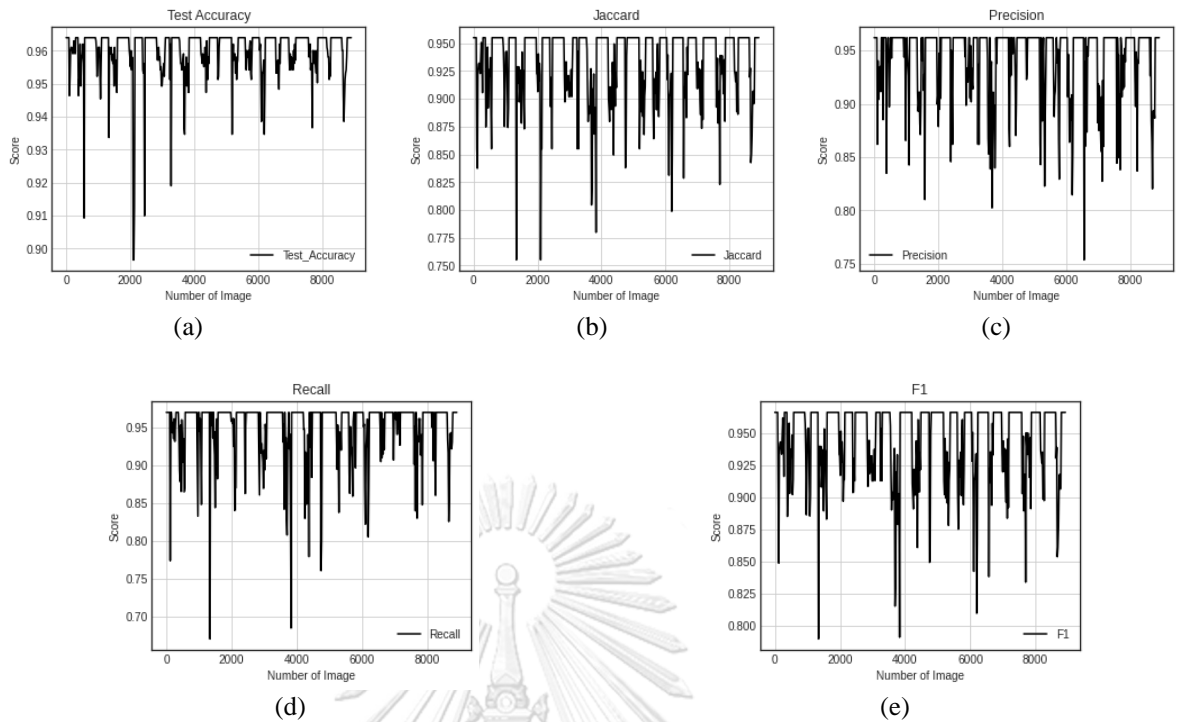 Test Accuracy
Score
0.96
0.95
0.94
0.93
0.92
0.91
0.90
Test_Accuracy
0 2000 4000 6000 8000
Number of Image
(a)
Jaccard
Score
0.950
0.925
0.900
0.875
0.850
0.825
0.800
0.775
0.750
Jaccard
0 2000 4000 6000 8000
Number of Image
(b)
Precision
Score
0.95
0.90
0.85
0.80
0.75
Precision
0 2000 4000 6000 8000
Number of Image
(c)
Recall
Score
0.95
0.90
0.85
0.80
0.75
0.70
Recall
0 2000 4000 6000 8000
Number of Image
(d)
F1
Score
0.950
0.925
0.900
0.875
0.850
0.825
0.800
F1
0 2000 4000 6000 8000
Number of Image
(e)